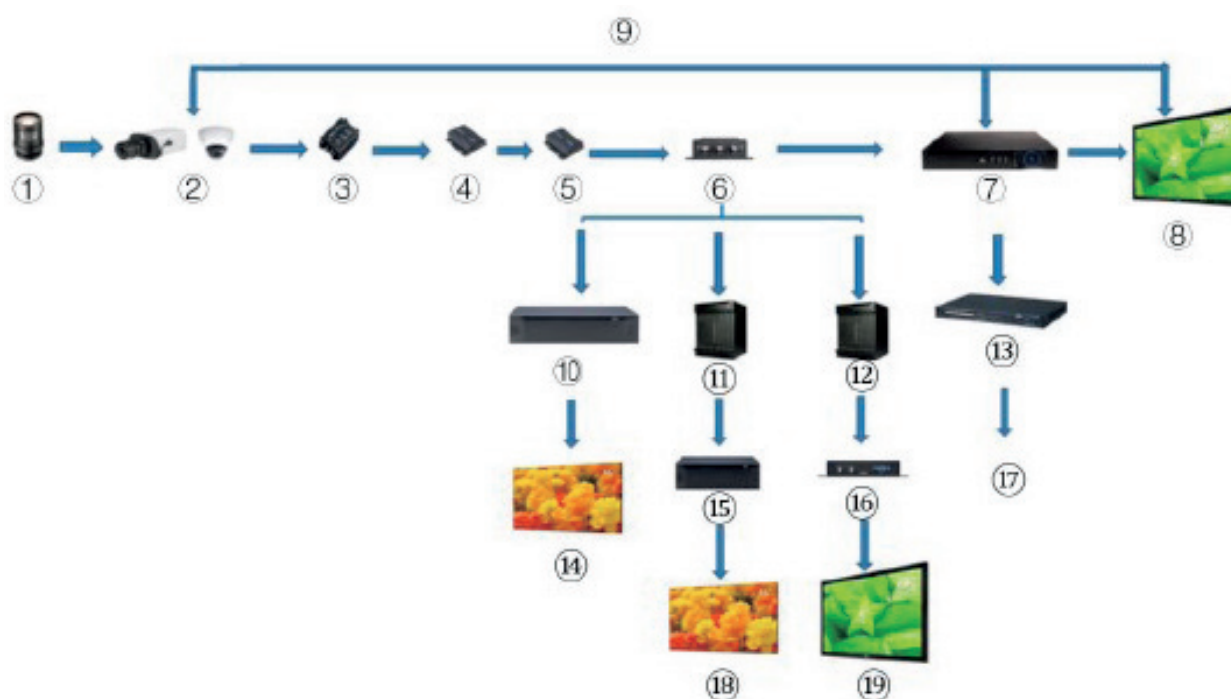 ⑨
① ② ③ ④ ⑤ ⑥ ⑦ ⑧
⑩ ⑪ ⑫ ⑬
⑭ ⑮ ⑯ ⑰
⑱ ⑲